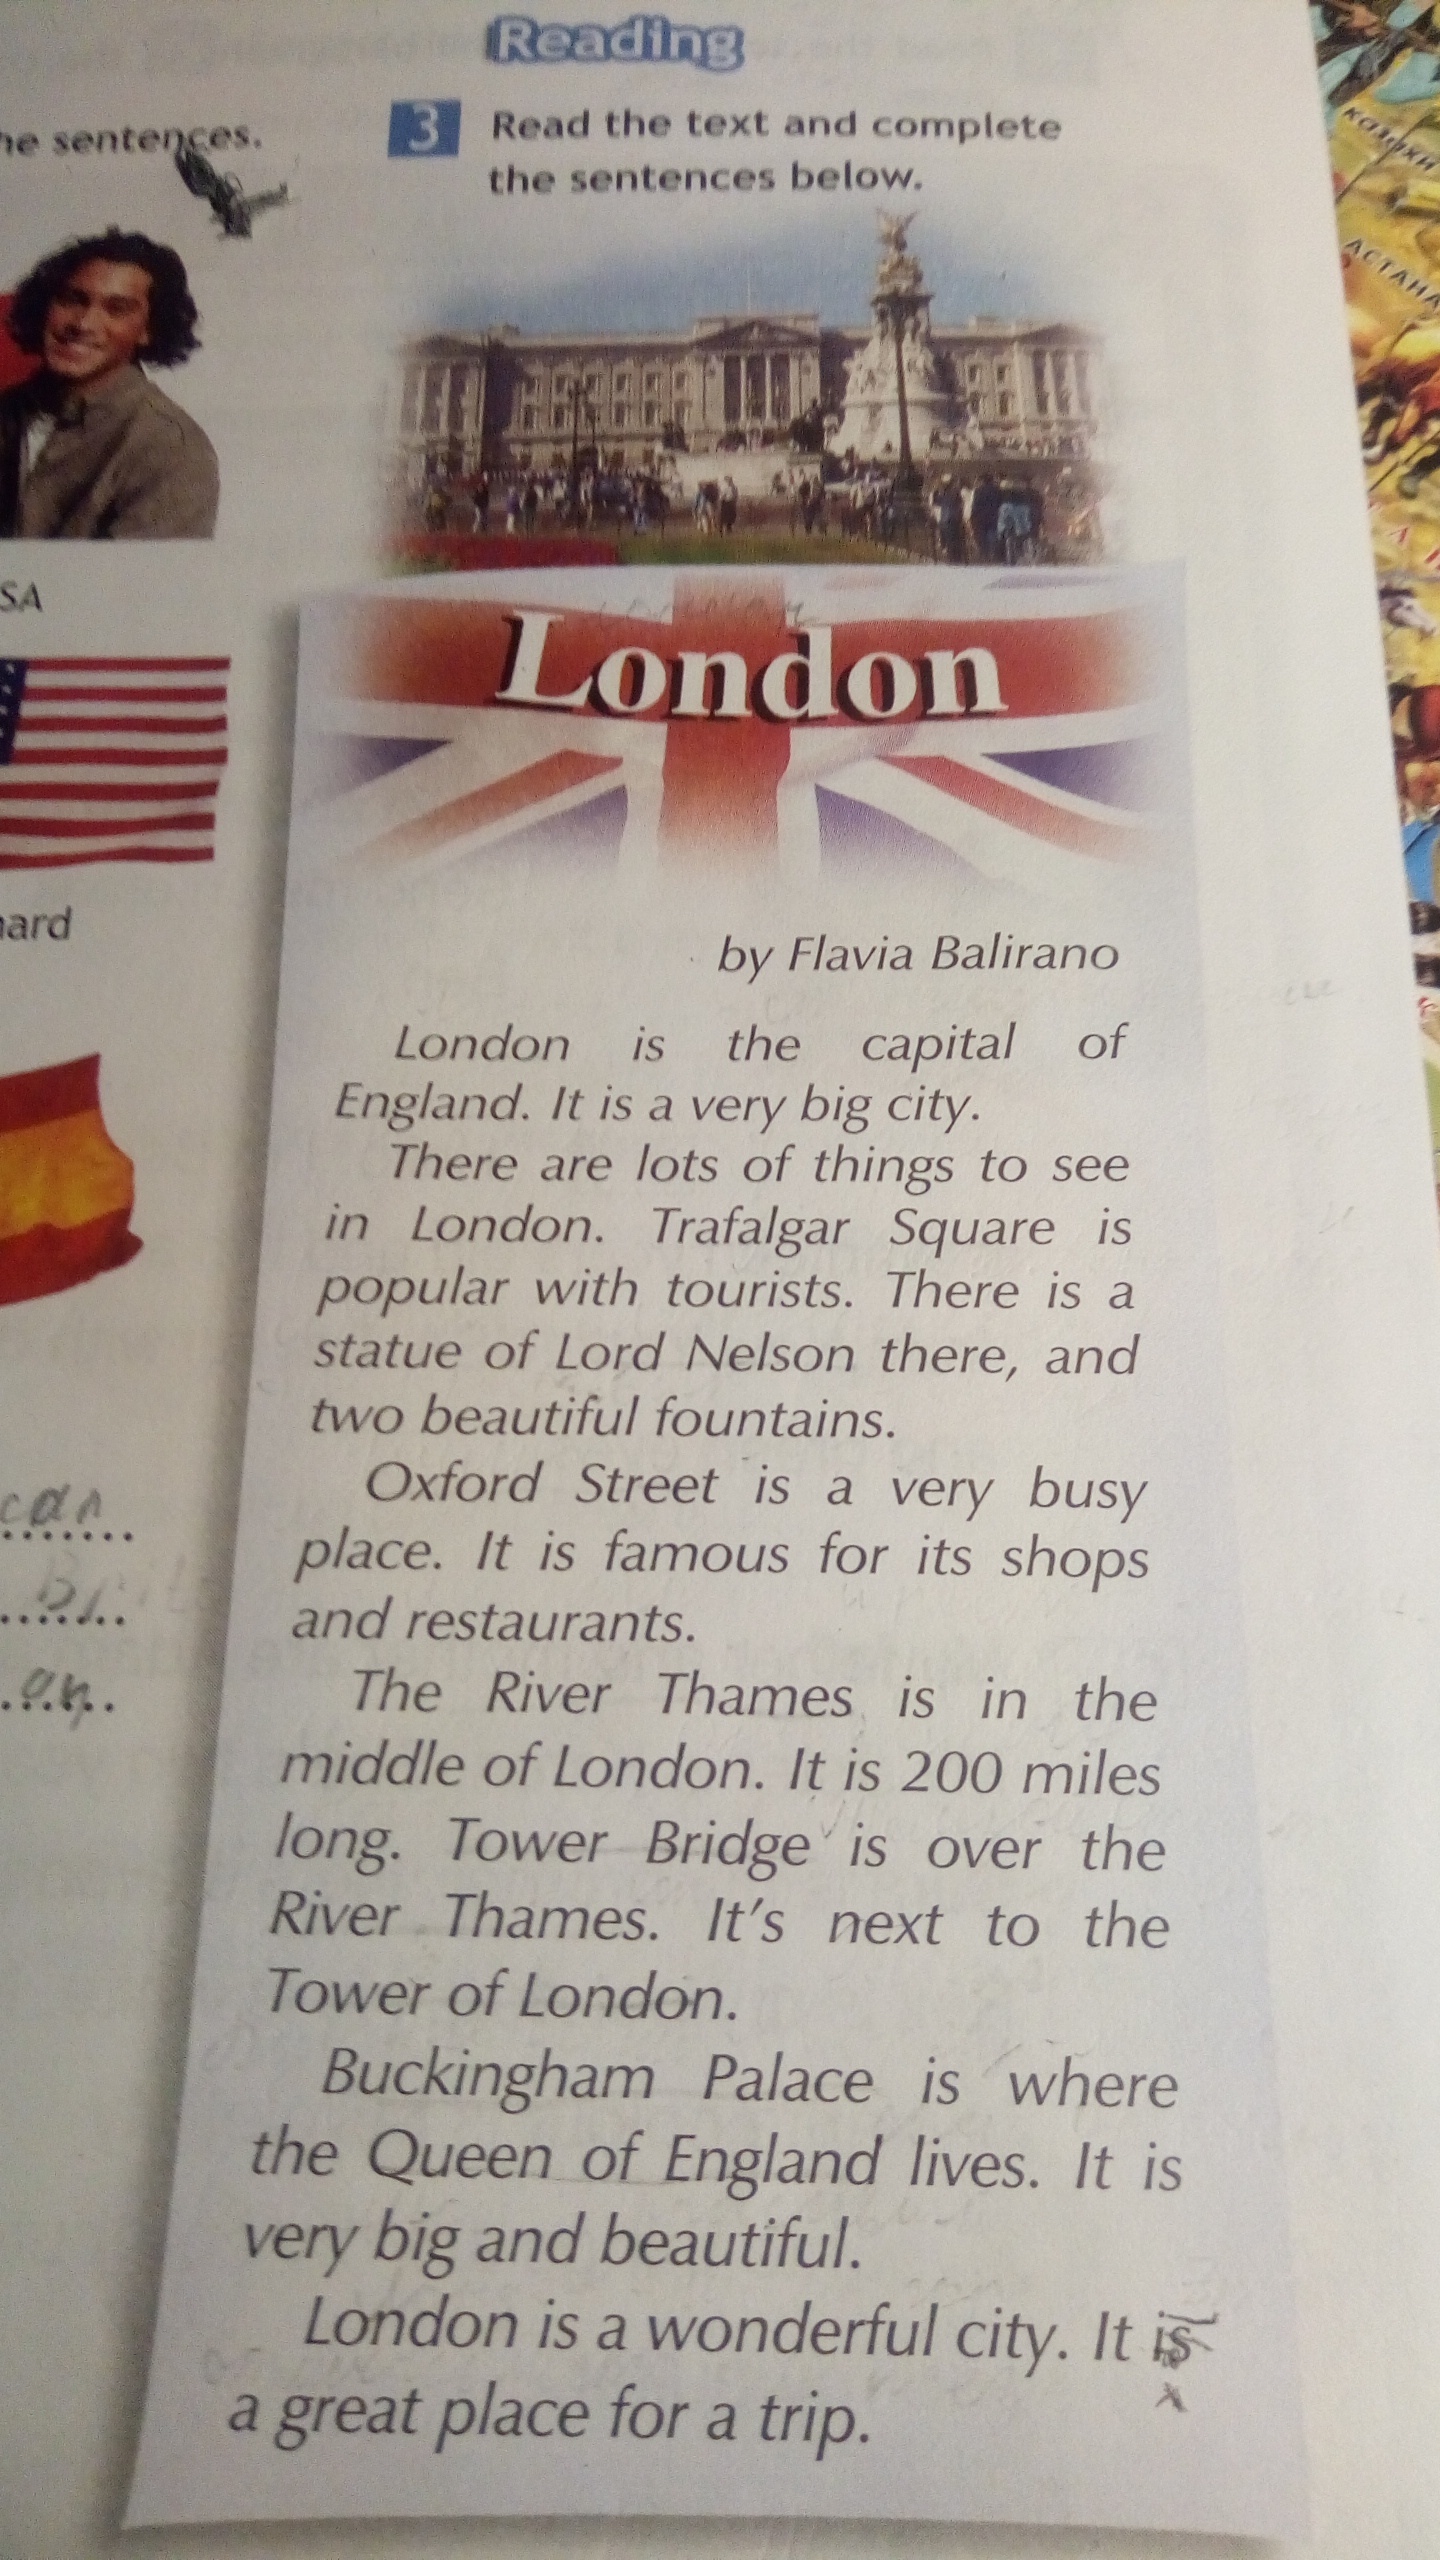 Reading
he sentences.
3 Read the text and complete
the sentences below.
КАЗАХИ
АСТАНА
SA
London
ard
by Flavia Balirano
London is the capital of
England. It is a very big city.
There are lots of things to see
in London. Trafalgar Square is
popular with tourists. There is a
statue of Lord Nelson there, and
two beautiful fountains.
Oxford Street is a very busy
place. It is famous for its shops
and restaurants.
The River Thames is in the
middle of London. It is 200 miles
long. Tower Bridge is over the
River Thames. It's next to the
Tower of London.
Buckingham Palace is where
the Queen of England lives. It is
very big and beautiful.
London is a wonderful city. It is
a great place for a trip.
can
an